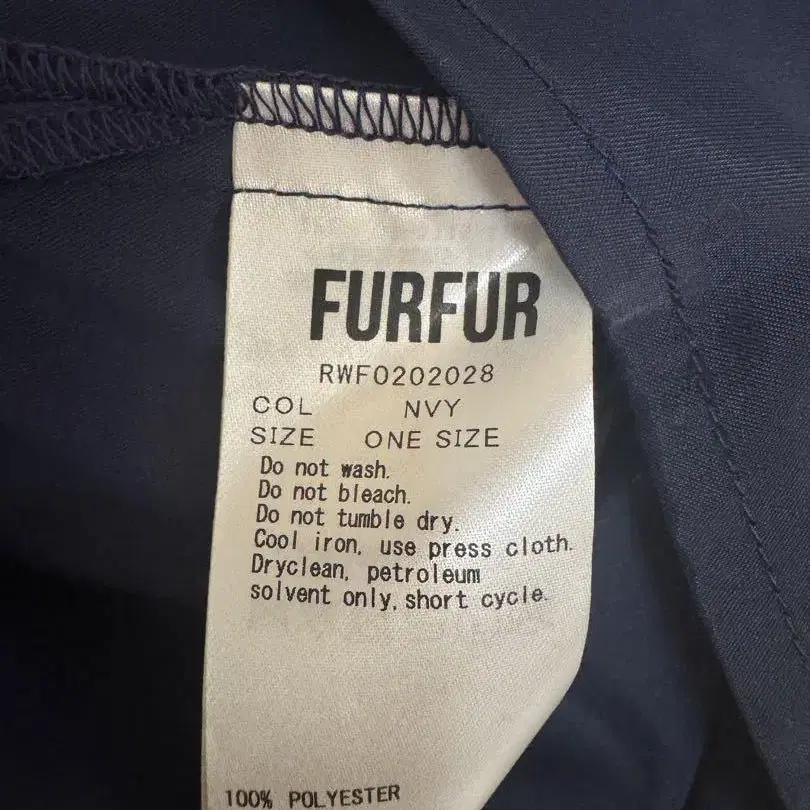 FURFUR
RWF0202028
COL NVY
SIZE ONE SIZE
Do not wash.
Do not bleach.
Do not tumble dry.
Cool iron, use press cloth.
Dryclean, petroleum
solvent only, short cycle.
100% POLYESTER